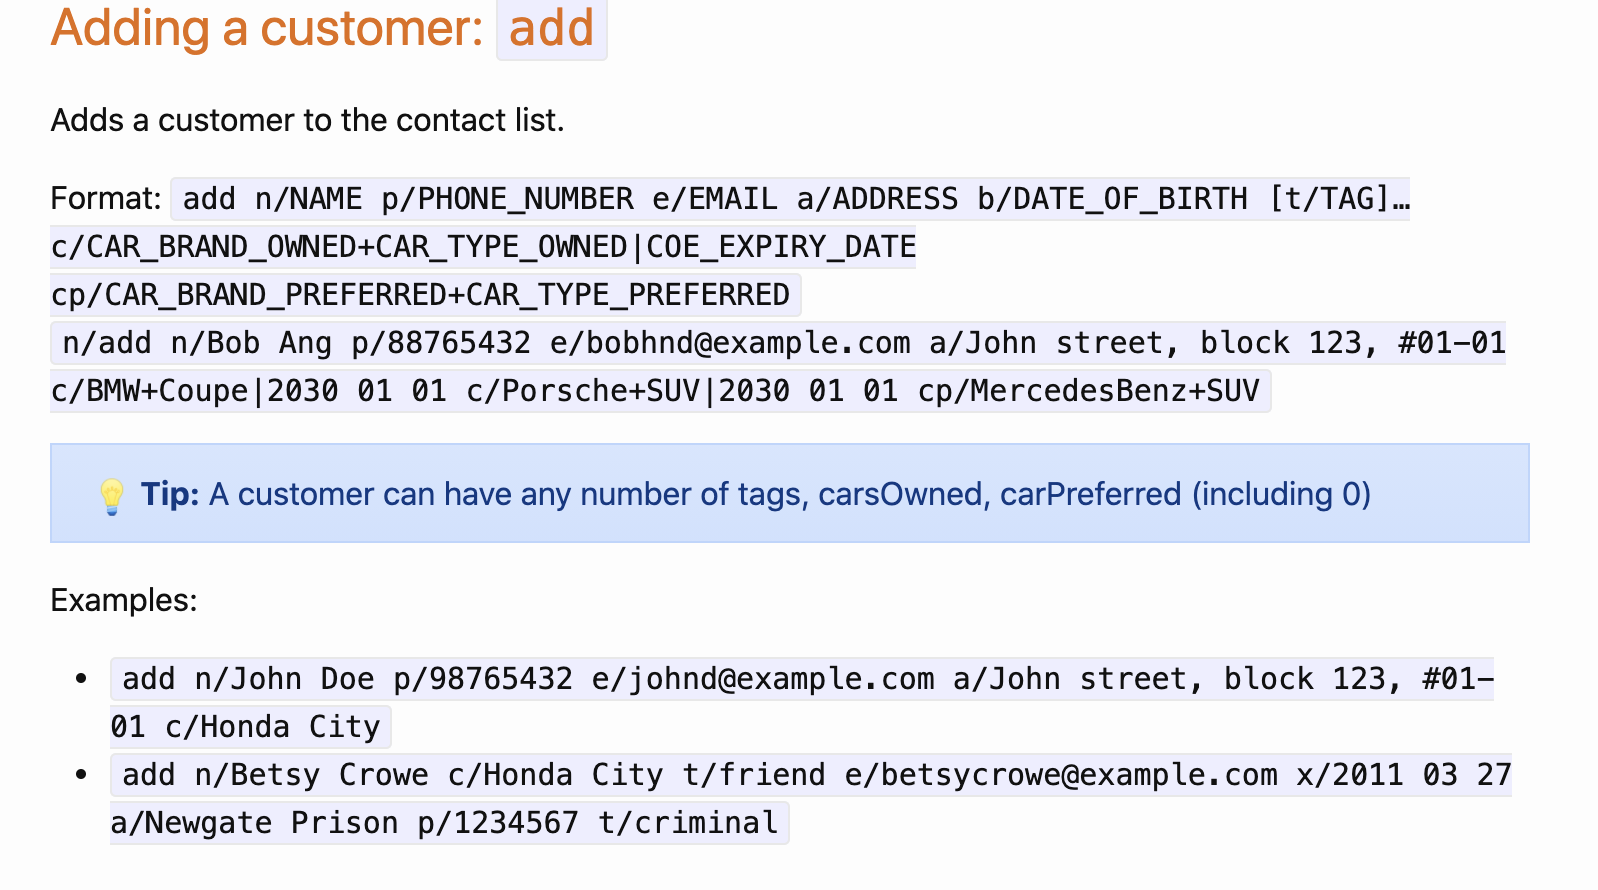 Adding a customer: add
Adds a customer to the contact list.
Format: add n/NAME p/PHONE_NUMBER e/EMAIL a/ADDRESS b/DATE_OF_BIRTH [t/TAG]…
c/CAR_BRAND_OWNED+CAR_TYPE_OWNED|COE_EXPIRY_DATE
cp/CAR_BRAND_PREFERRED+CAR_TYPE_PREFERRED
n/add n/Bob Ang p/88765432 e/bobhnd@example.com a/John street, block 123, #01-01
c/BMW+Coupe|2030 01 01 c/Porsche+SUV|2030 01 01 cp/MercedesBenz+SUV
💡 Tip: A customer can have any number of tags, carsOwned, carPreferred (including 0)
Examples:
• add n/John Doe p/98765432 e/johnd@example.com a/John street, block 123, #01-
01 c/Honda City
• add n/Betsy Crowe c/Honda City t/friend e/betsycrowe@example.com x/2011 03 27
a/Newgate Prison p/1234567 t/criminal